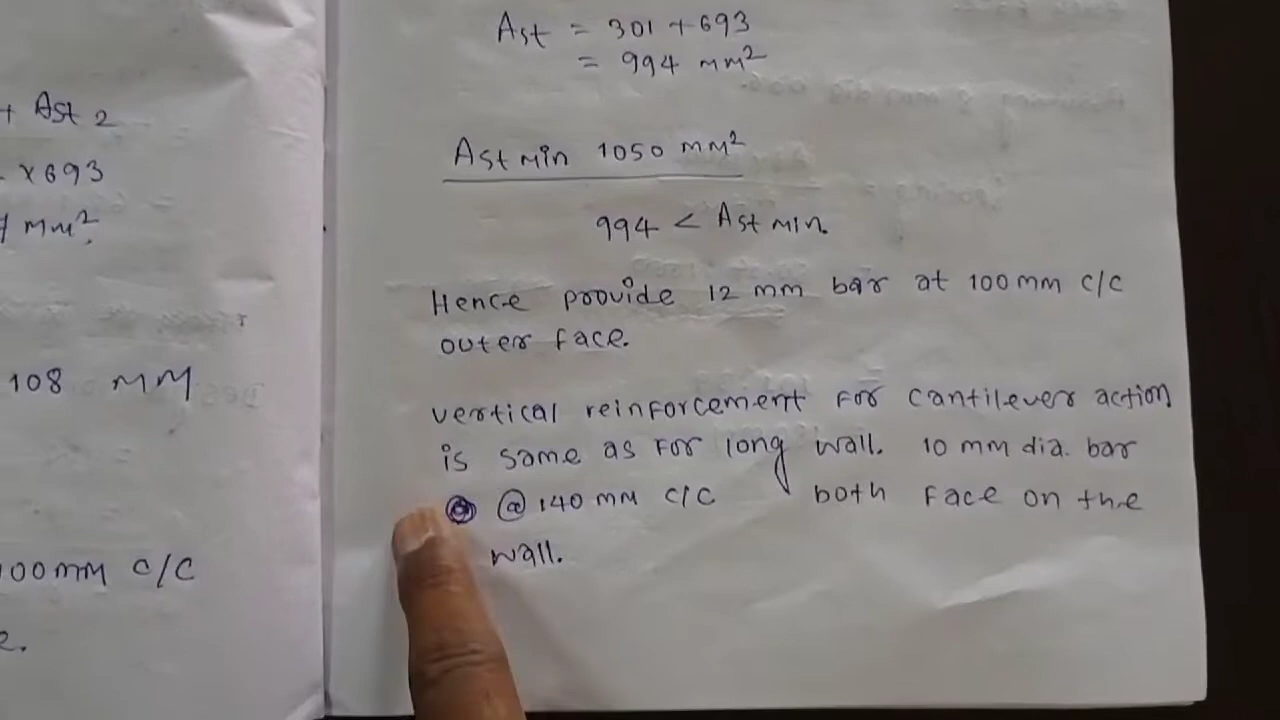 + Ast 2
x 693
mm².
108 mm
00mm c/c
e.
Ast = 301 + 693
= 994 mm²
Ast min 1050 mm²
994 < Ast min.
Hence provide 12 mm bar at 100 mm c/c
outer face.
vertical reinforcement for cantilever action
is same as for long wall. 10 mm dia. bar
@ 140 mm c/c both face on the
wall.